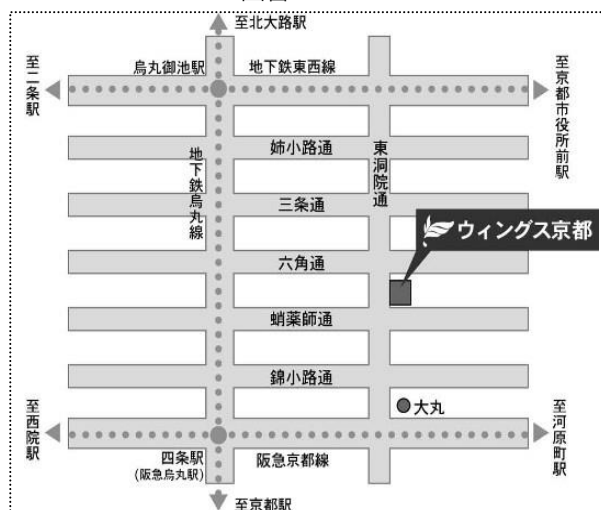 至北大路駅
烏丸御池駅
地下鉄東西線
至二条駅
至京都市役所前駅
姉小路通
地下鉄烏丸線
東洞院通
三条通
ウィングス京都
六角通
蛸薬師通
錦小路通
大丸
至西院駅
至河原町駅
四条駅
(阪急烏丸駅)
阪急京都線
至京都駅